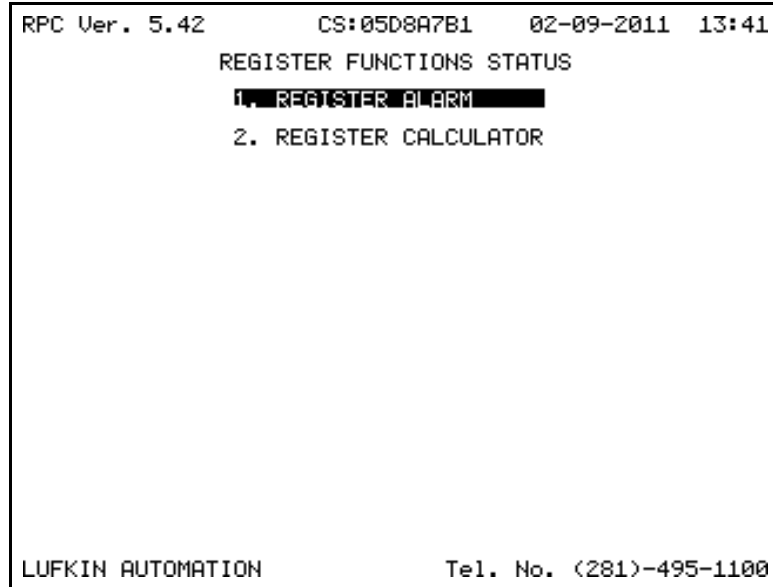 RPC Ver. 5.42 CS:05D8A7B1 02-09-2011 13:41
REGISTER FUNCTIONS STATUS
1. REGISTER ALARM
2. REGISTER CALCULATOR
LUFKIN AUTOMATION Tel. No. (281)-495-1100